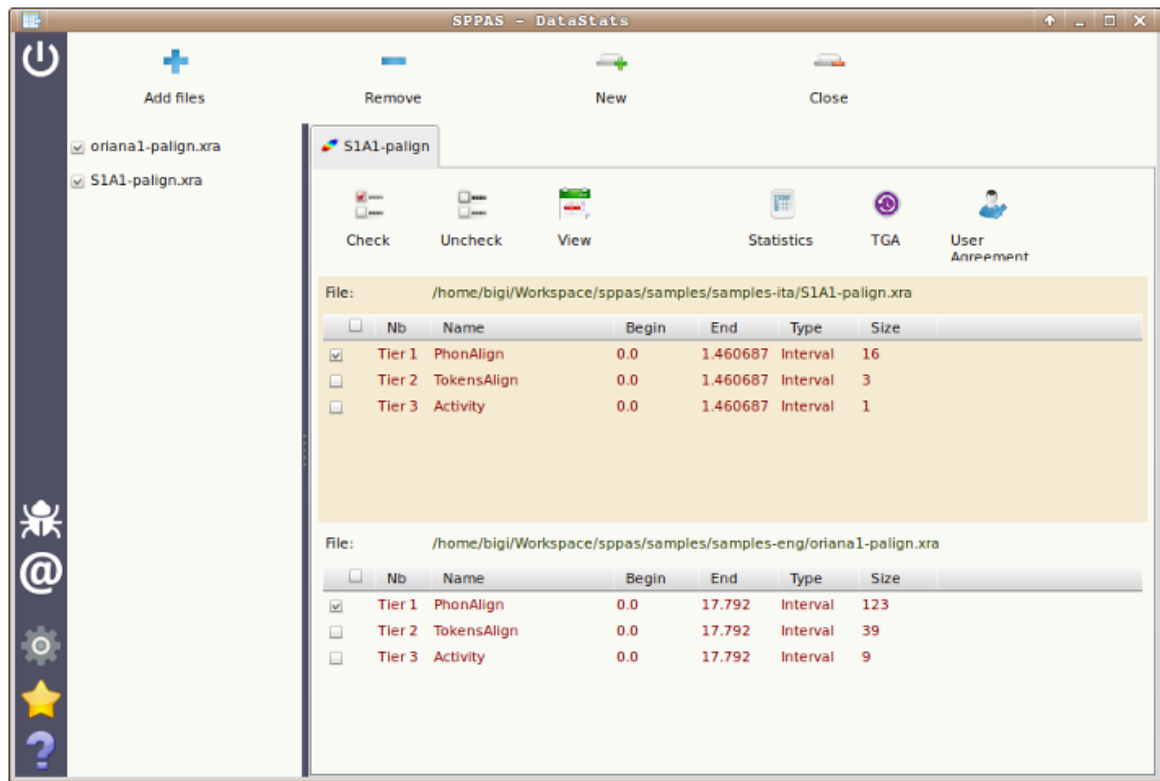 SPPAS - DataStats
Add files Remove New Close
oriana1-palign.xra
S1A1-palign.xra
S1A1-palign
Check Uncheck View Statistics TGA User Agreement
File: /home/bigi/Workspace/sppas/samples/samples-ita/S1A1-palign.xra
Nb Name Begin End Type Size
Tier 1 PhonAlign 0.0 1.460687 Interval 16
Tier 2 TokensAlign 0.0 1.460687 Interval 3
Tier 3 Activity 0.0 1.460687 Interval 1
File: /home/bigi/Workspace/sppas/samples/samples-eng/oriana1-palign.xra
Nb Name Begin End Type Size
Tier 1 PhonAlign 0.0 17.792 Interval 123
Tier 2 TokensAlign 0.0 17.792 Interval 39
Tier 3 Activity 0.0 17.792 Interval 9